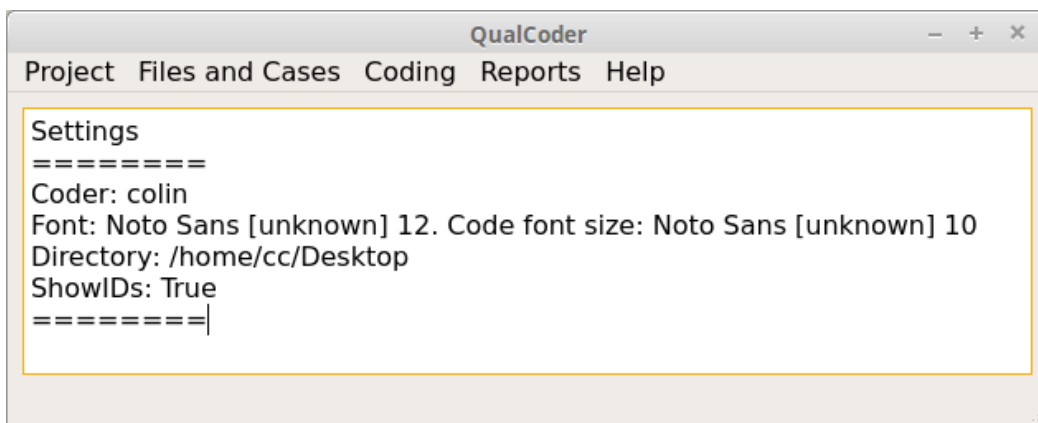 QualCoder
Project Files and Cases Coding Reports Help
Settings
========
Coder: colin
Font: Noto Sans [unknown] 12. Code font size: Noto Sans [unknown] 10
Directory: /home/cc/Desktop
ShowIDs: True
========